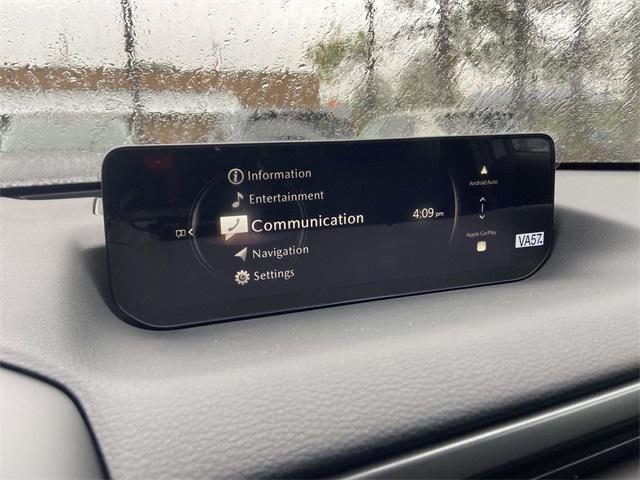 Information
Entertainment
Communication
Navigation
Settings
4:09 pm
Android Auto
Apple CarPlay
VA57